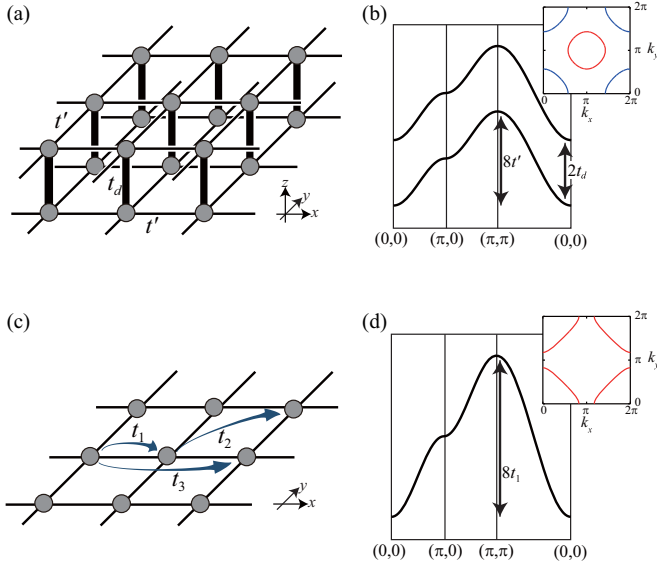 (a)
t'
t_d
t'
z
y
x
(b)
2π
k_y
0
0
π
2π
k_x
8t'
2t_d
(0,0) (π,0) (π,π) (0,0)
(c)
t_1
t_2
t_3
y
x
(d)
2π
k_y
0
0
π
2π
k_x
8t_1
(0,0) (π,0) (π,π) (0,0)